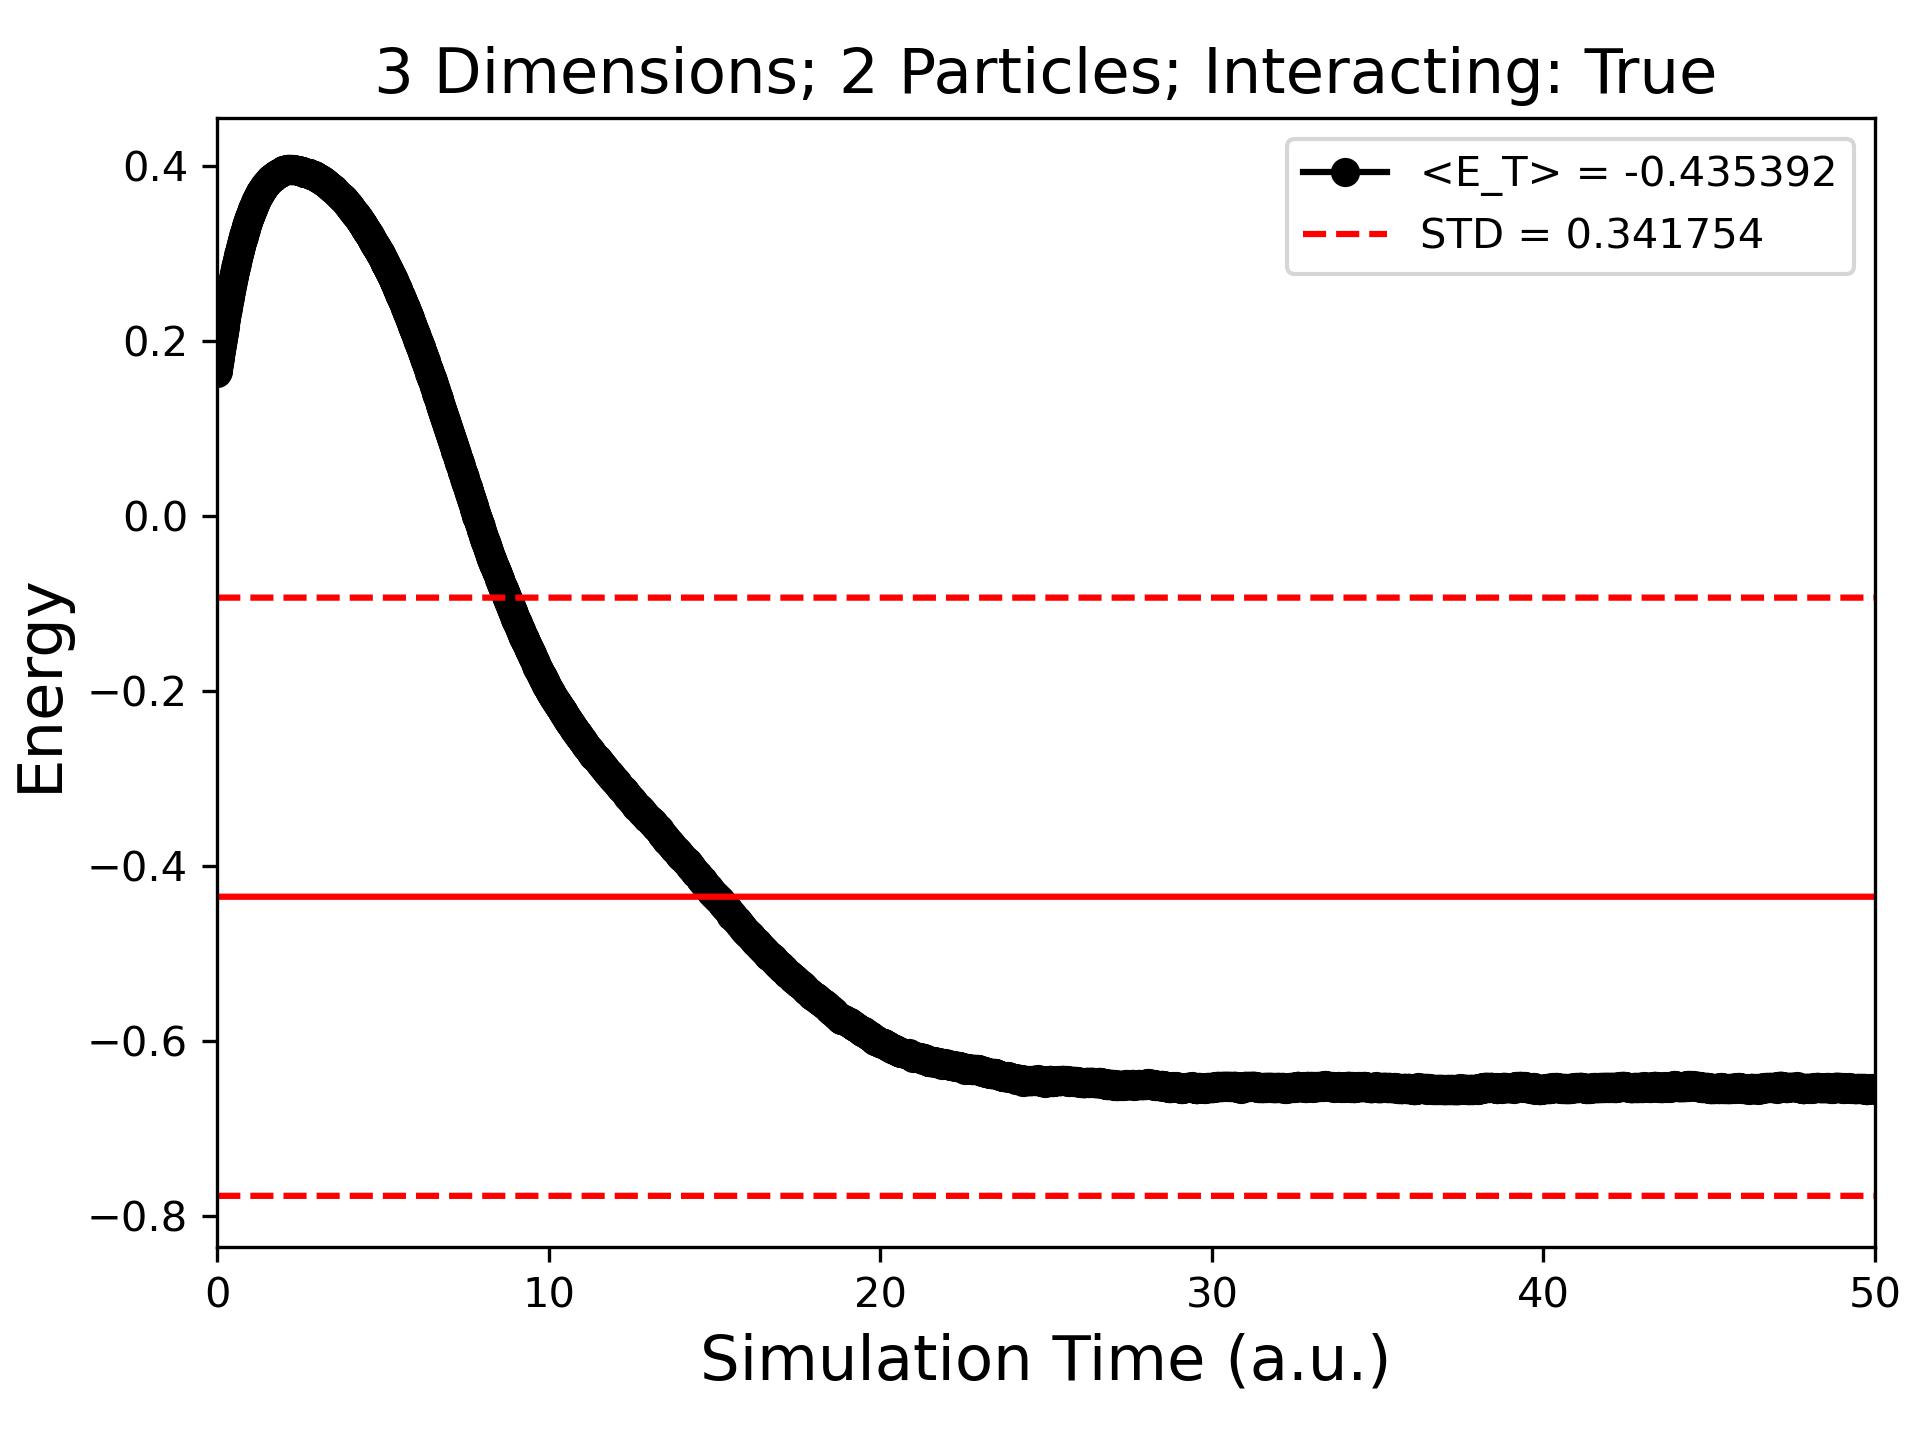 3 Dimensions; 2 Particles; Interacting: True
<E_T> = -0.435392
STD = 0.341754
Energy
0.4
0.2
0.0
−0.2
−0.4
−0.6
−0.8
0 10 20 30 40 50
Simulation Time (a.u.)